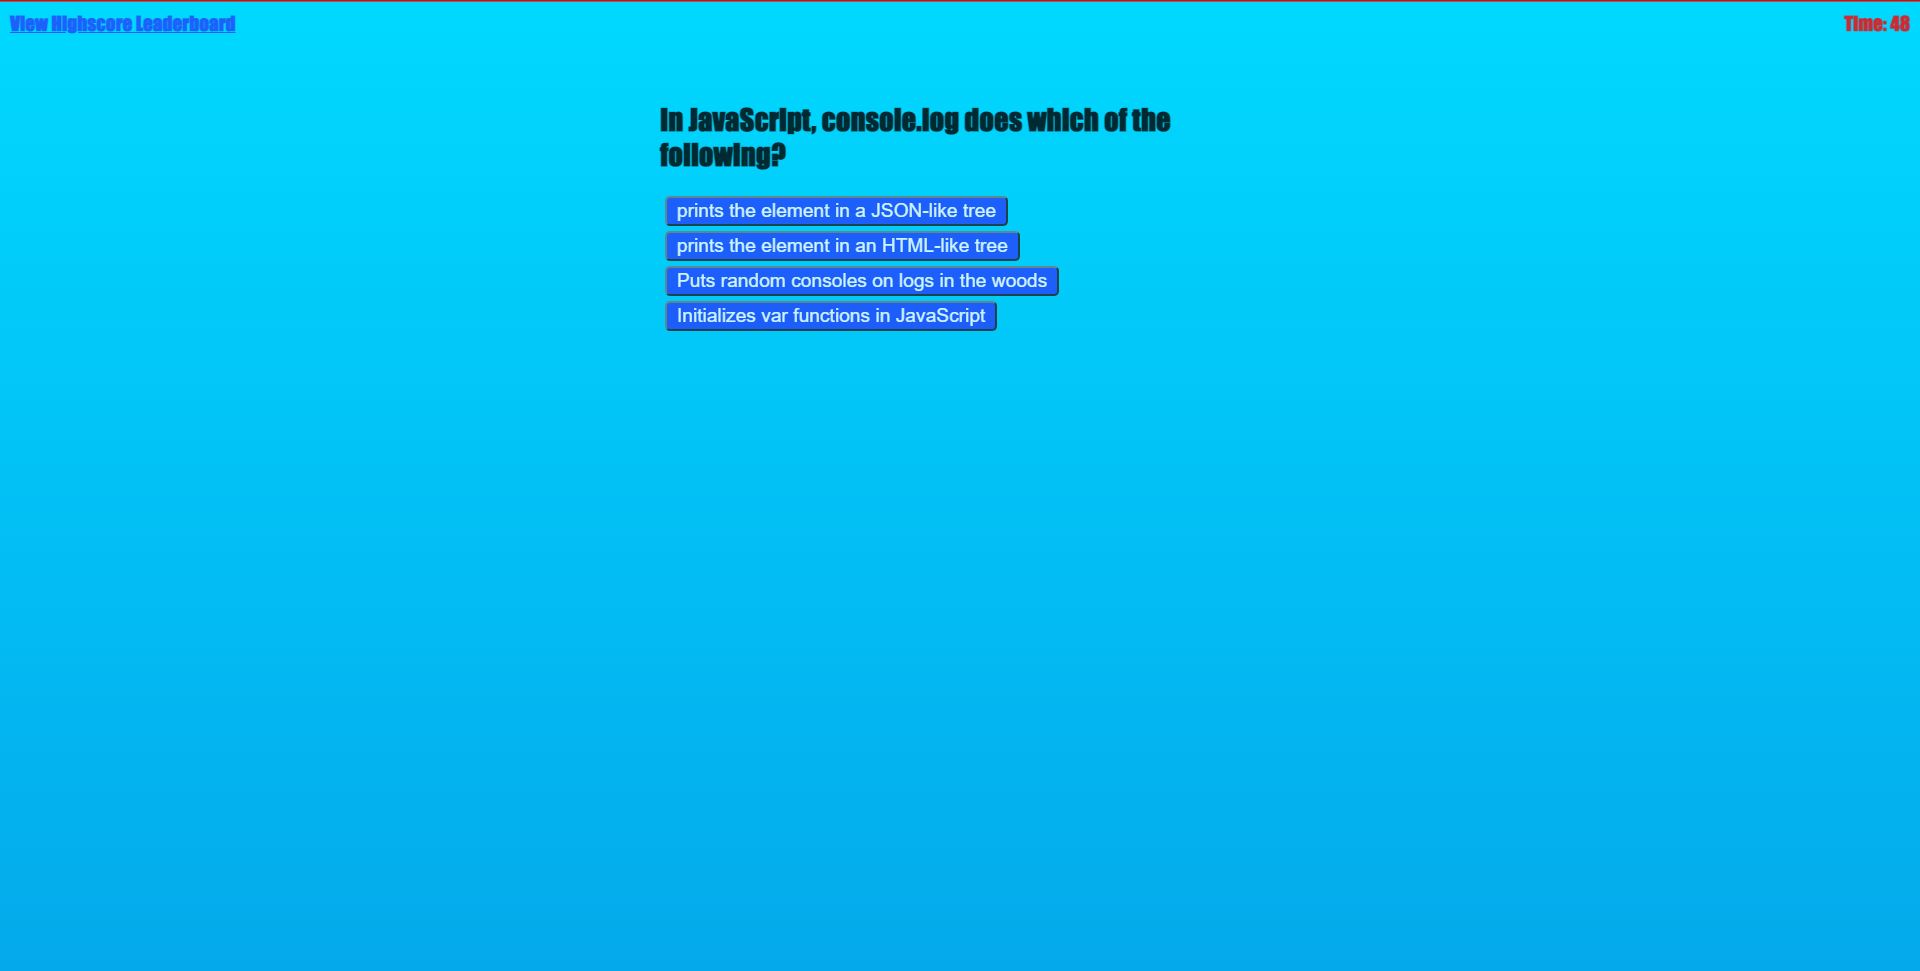 View Highscore Leaderboard
Time: 48
In JavaScript, console.log does which of the
following?
prints the element in a JSON-like tree
prints the element in an HTML-like tree
Puts random consoles on logs in the woods
Initializes var functions in JavaScript